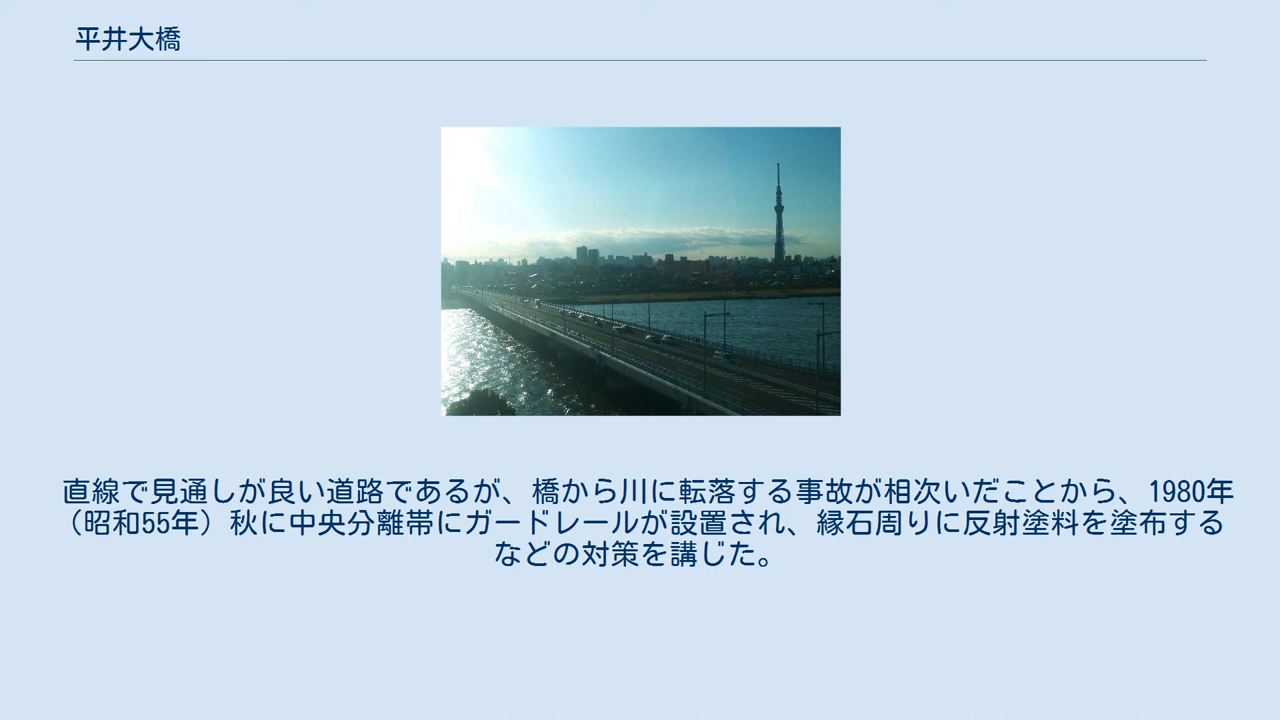 平井大橋
直線で見通しが良い道路であるが、橋から川に転落する事故が相次いだことから、1980年
（昭和55年）秋に中央分離帯にガードレールが設置され、縁石周りに反射塗料を塗布する
などの対策を講じた。